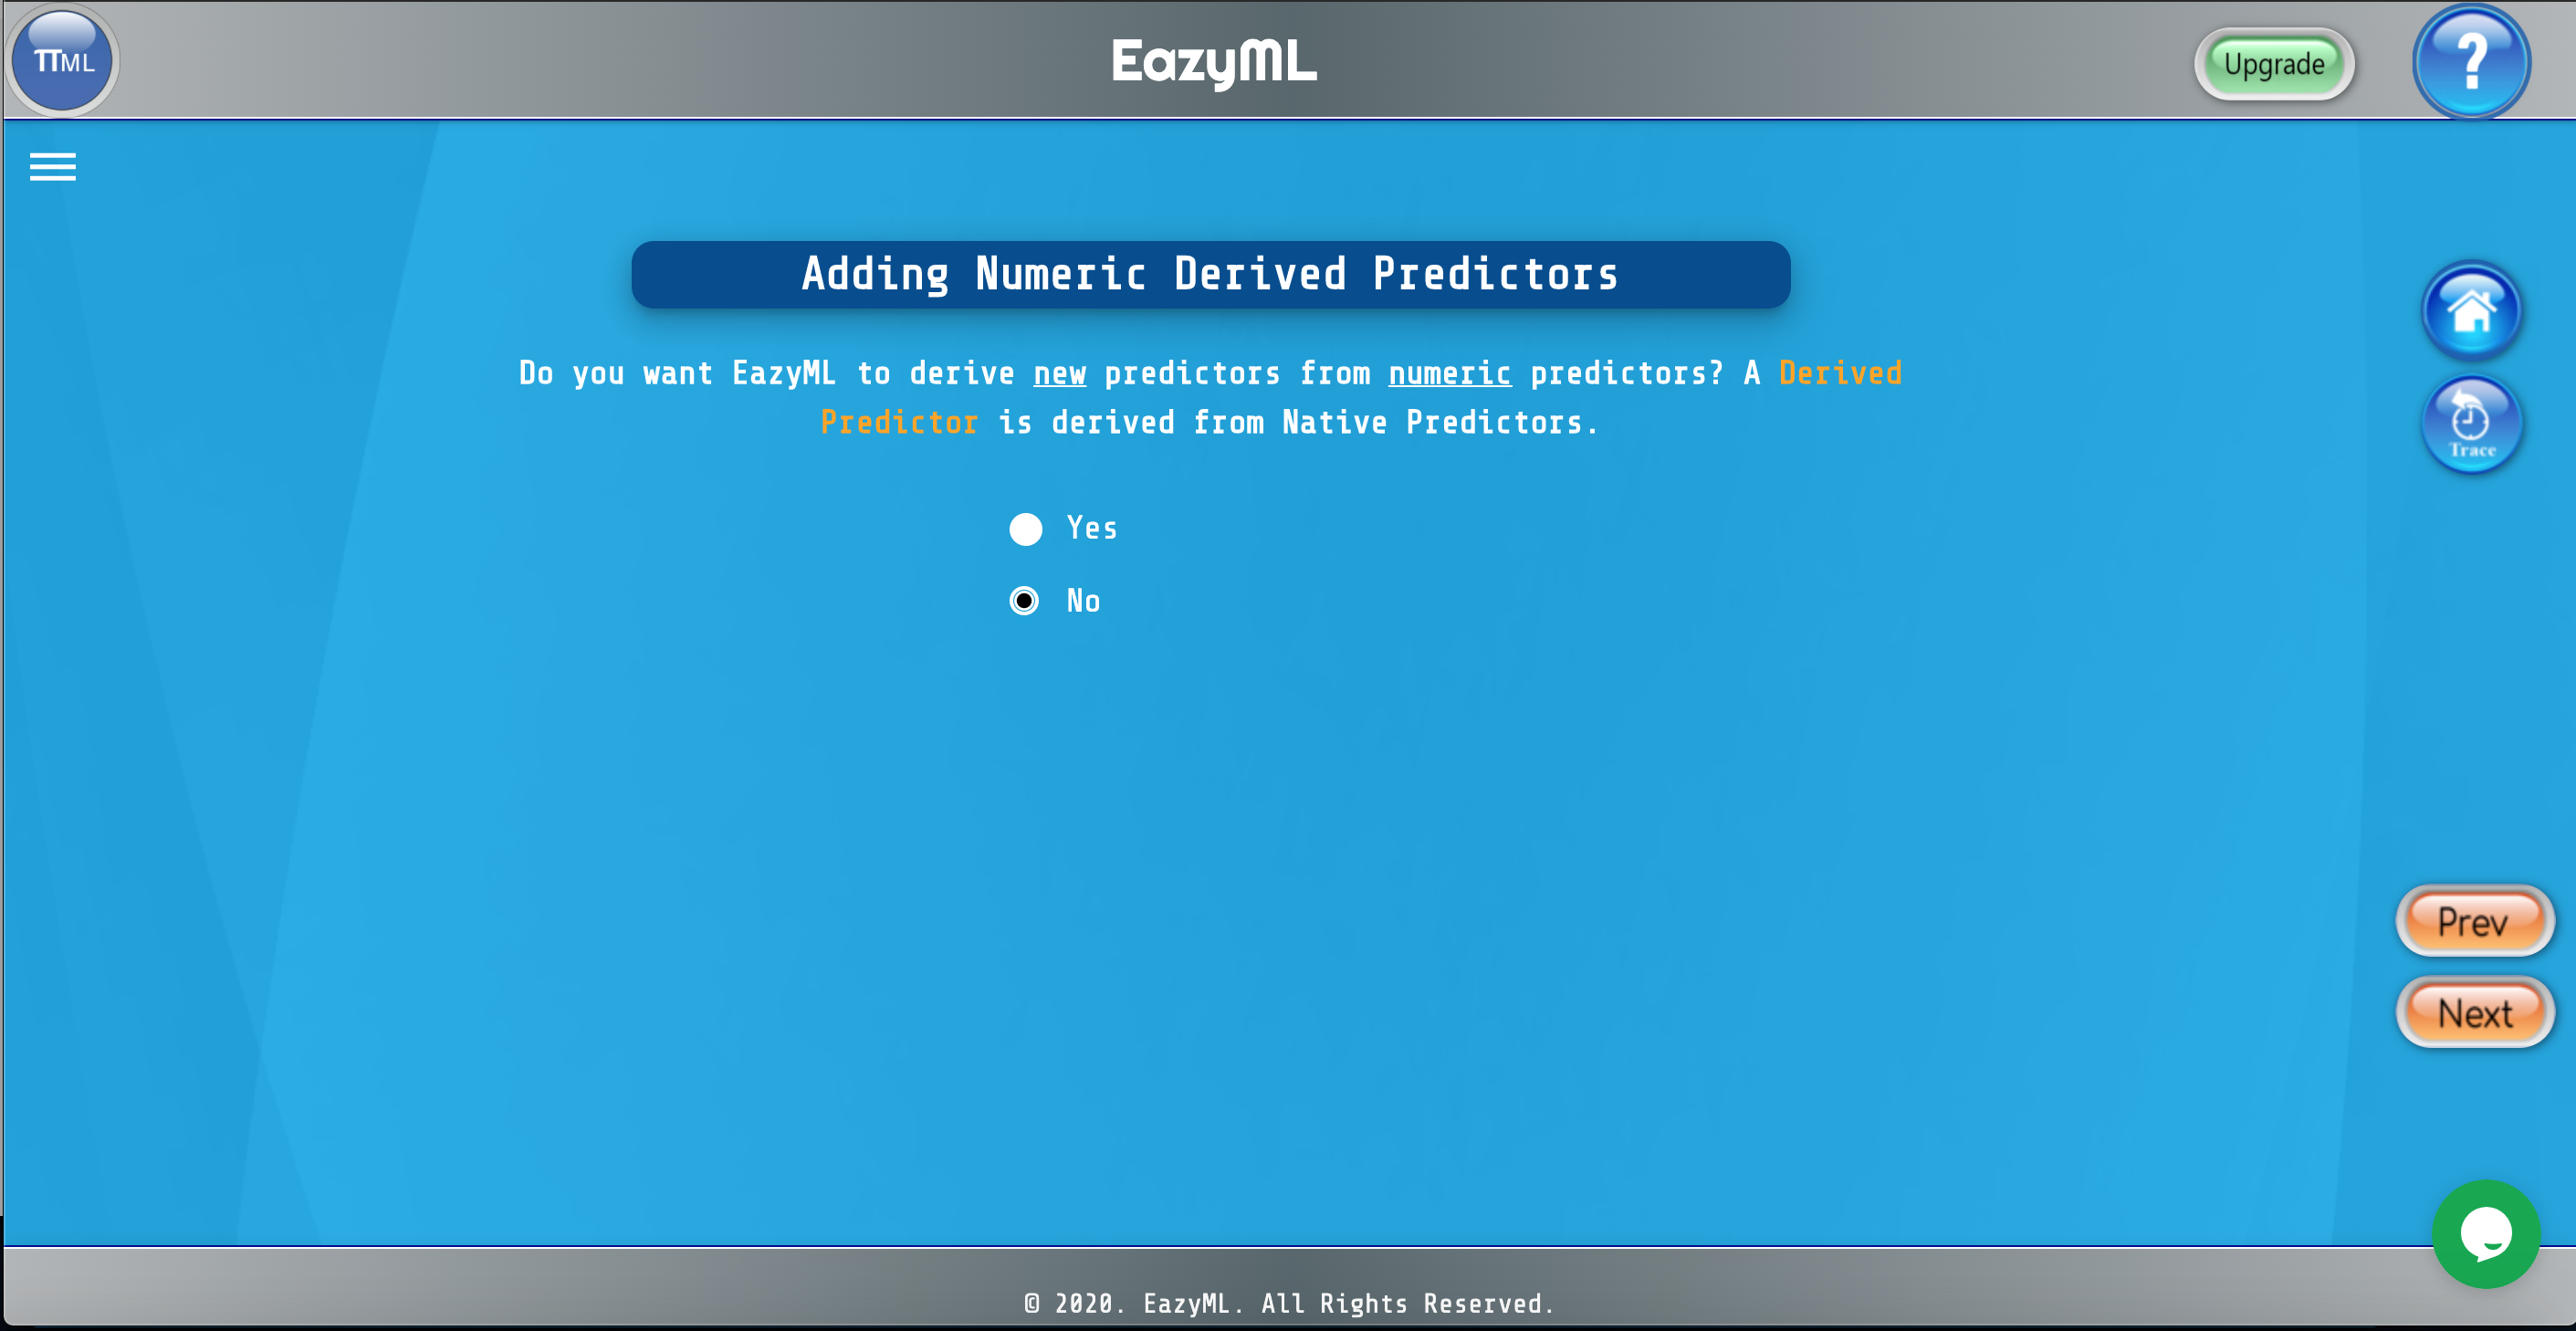 πML
EazyML
Upgrade
?
Adding Numeric Derived Predictors
Do you want EazyML to derive new predictors from numeric predictors? A Derived
Predictor is derived from Native Predictors.
Trace
Yes
No
Prev
Next
© 2020. EazyML. All Rights Reserved.